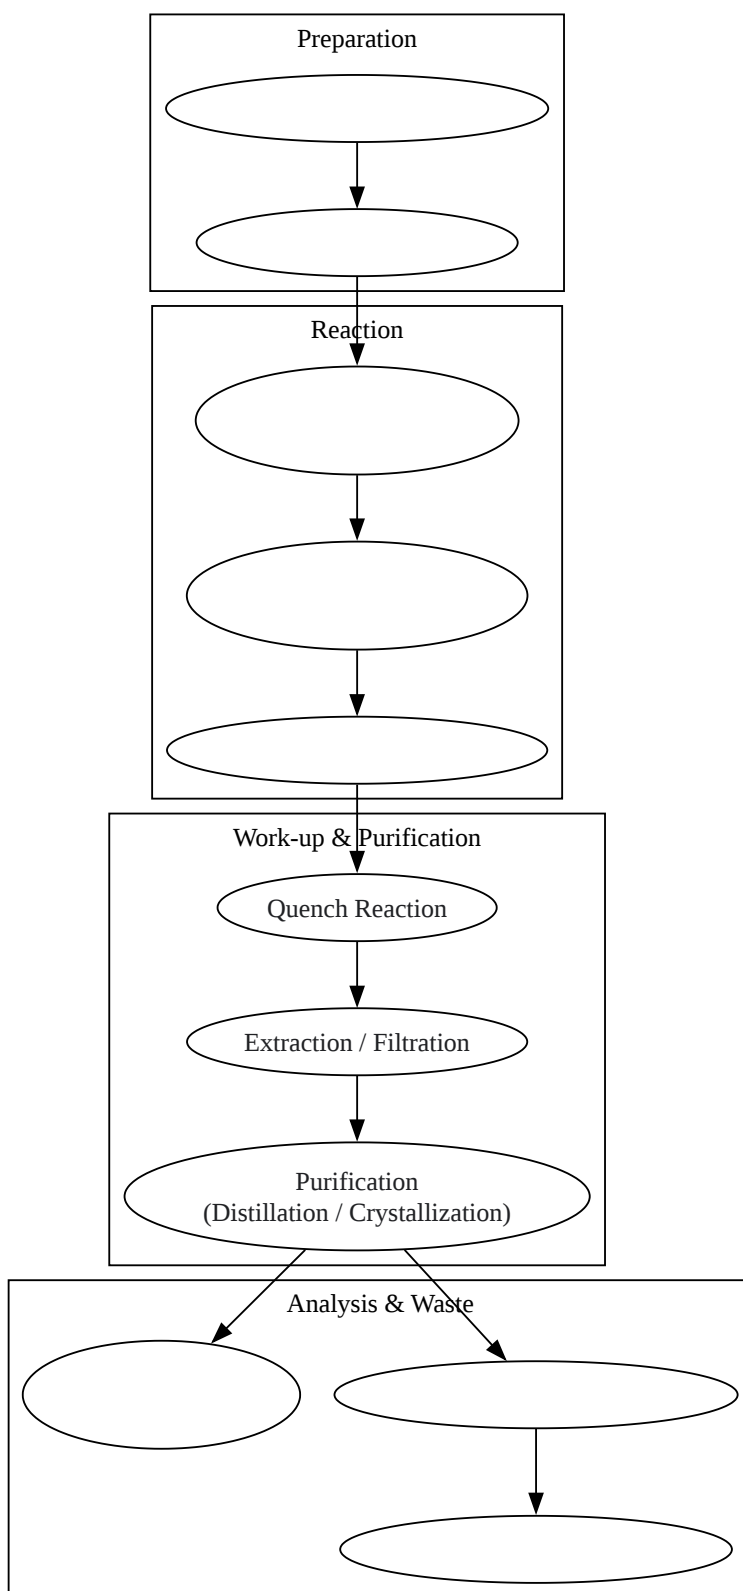 Preparation
Reaction
Work-up & Purification
Quench Reaction
Extraction / Filtration
Purification
(Distillation / Crystallization)
Analysis & Waste